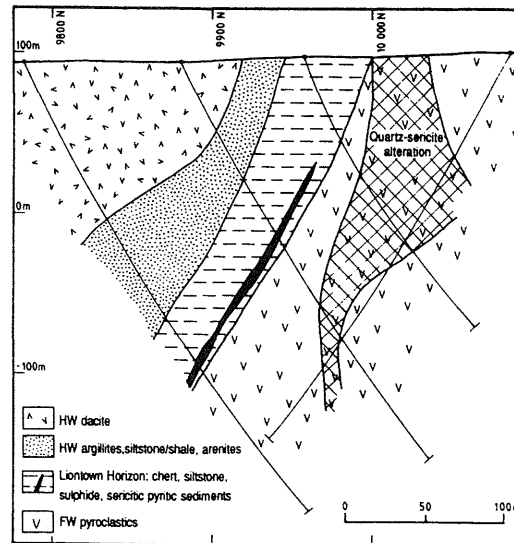 9800 N
9900 N
10 000 N
100m
Quartz-sericite
alteration
0m
-100m
HW dacite
HW argillites,siltstone/shale, arenites
Liontown Horizon: chert, siltstone,
sulphide, sericitic pyritic sediments
FW pyroclastics
0 50 100